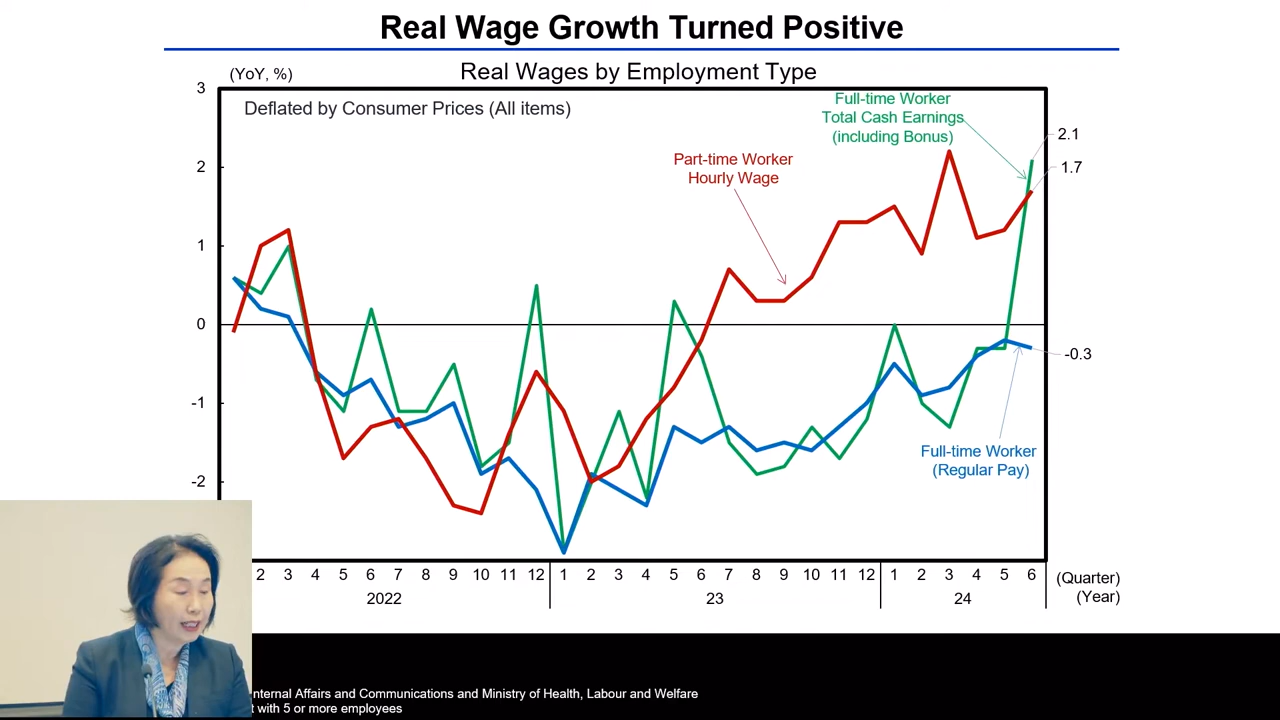 Real Wage Growth Turned Positive
(YoY, %)
Real Wages by Employment Type
Deflated by Consumer Prices (All items)
Full-time Worker
Total Cash Earnings
(including Bonus)
Part-time Worker
Hourly Wage
2.1
1.7
-0.3
Full-time Worker
(Regular Pay)
3
2
1
0
-1
-2
2 3 4 5 6 7 8 9 10 11 12 1 2 3 4 5 6 7 8 9 10 11 12 1 2 3 4 5 6 (Quarter)
2022 23 24 (Year)
Internal Affairs and Communications and Ministry of Health, Labour and Welfare
with 5 or more employees